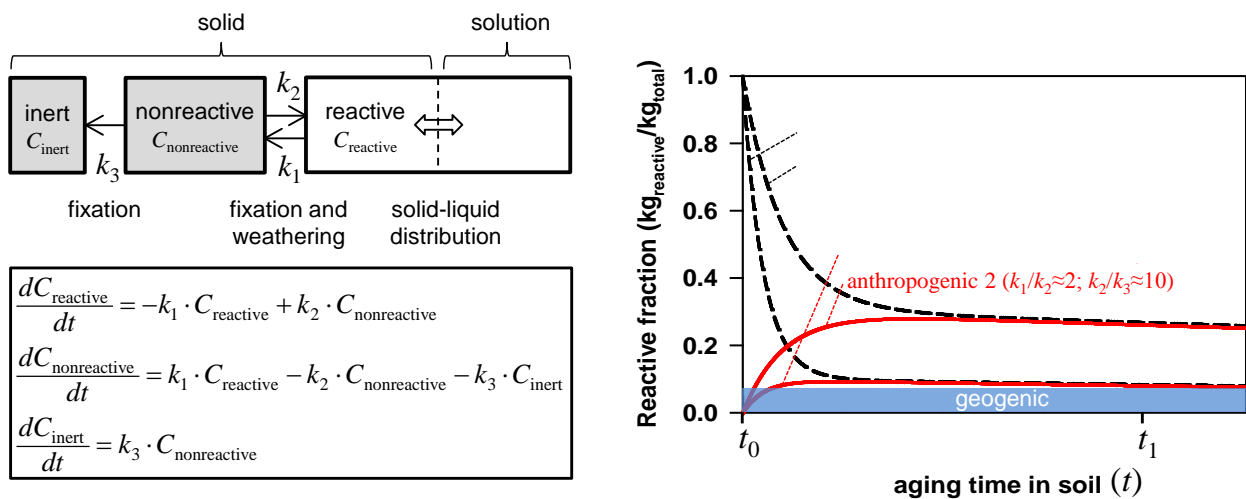 solid
solution
inert
C_inert
nonreactive
C_nonreactive
reactive
C_reactive
k_2
k_1
k_3
fixation
fixation and
weathering
solid-liquid
distribution
dC_reactive/dt = -k_1 · C_reactive + k_2 · C_nonreactive
dC_nonreactive/dt = k_1 · C_reactive - k_2 · C_nonreactive - k_3 · C_inert
dC_inert/dt = k_3 · C_nonreactive
Reactive fraction (kg_reactive/kg_total)
1.0
0.8
0.6
0.4
0.2
0.0
anthropogenic 2 (k_1/k_2≈2; k_2/k_3≈10)
geogenic
t_0
t_1
aging time in soil (t)